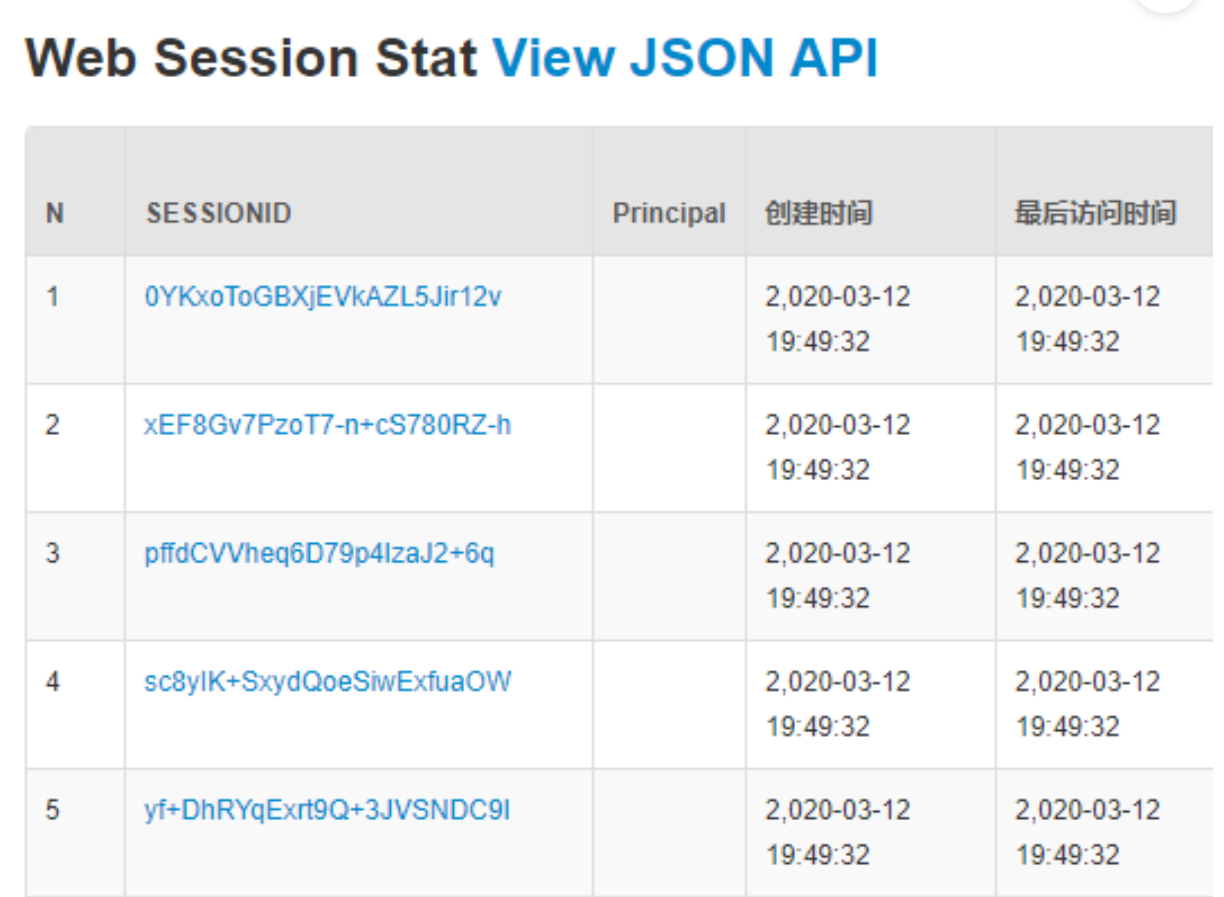 Web Session Stat View JSON API
N SESSIONID Principal 创建时间 最后访问时间
1 0YKxoToGBXjEVkAZL5Jir12v 2,020-03-12 2,020-03-12
19:49:32 19:49:32
2 xEF8Gv7PzoT7-n+cS780RZ-h 2,020-03-12 2,020-03-12
19:49:32 19:49:32
3 pffdCVVheq6D79p4IzaJ2+6q 2,020-03-12 2,020-03-12
19:49:32 19:49:32
4 sc8yIK+SxydQoeSiwExfuaOW 2,020-03-12 2,020-03-12
19:49:32 19:49:32
5 yf+DhRYqExrt9Q+3JVSNDC9l 2,020-03-12 2,020-03-12
19:49:32 19:49:32